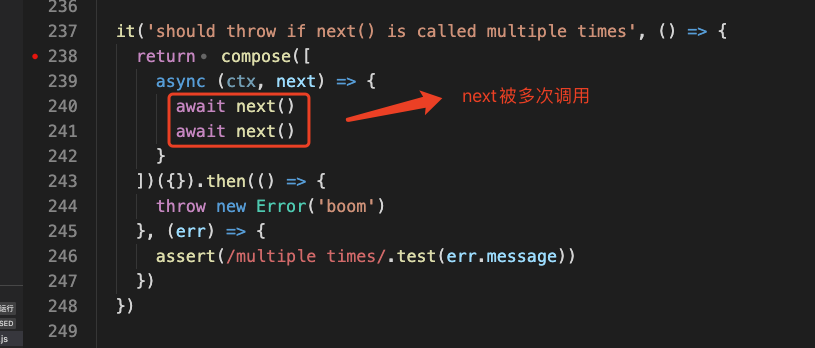 236
237 it('should throw if next() is called multiple times', () => {
238 return compose([
239 async (ctx, next) => {
240 await next()
241 await next()
242 }
243 ])({}).then(() => {
244 throw new Error('boom')
245 }, (err) => {
246 assert(/multiple times/.test(err.message))
247 })
248 })
249
next被多次调用
运行
SED
.js